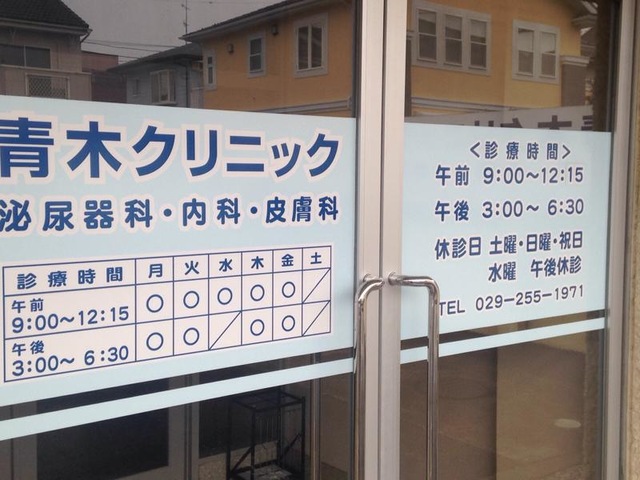 青木クリニック
泌尿器科・内科・皮膚科
診療時間 月 火 水 木 金 土
午前 9:00～12:15 ○ ○ ○ ○ ○ ／
午後 3:00～ 6:30 ○ ○ ／ ○ ○ ／
＜診療時間＞
午前 9:00～12:15
午後 3:00～ 6:30
休診日 土曜・日曜・祝日
水曜 午後休診
TEL 029－255－1971